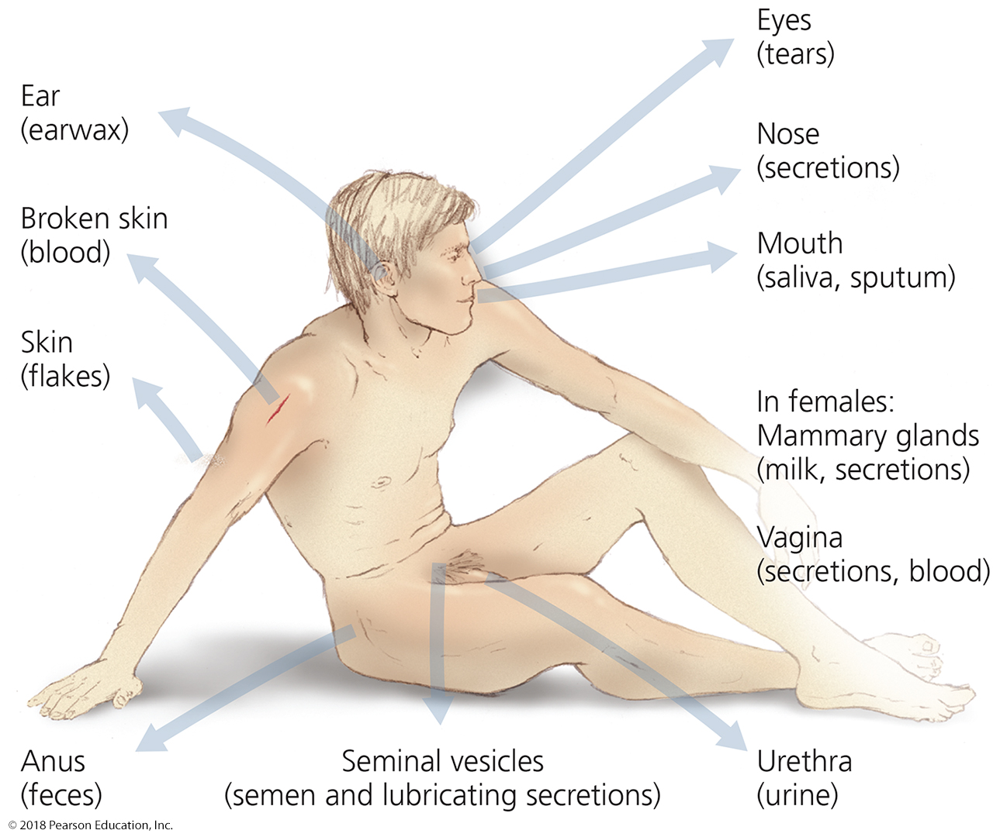 Eyes
(tears)
Ear
(earwax)
Nose
(secretions)
Broken skin
(blood)
Mouth
(saliva, sputum)
Skin
(flakes)
In females:
Mammary glands
(milk, secretions)
Vagina
(secretions, blood)
Anus
(feces)
Seminal vesicles
(semen and lubricating secretions)
Urethra
(urine)
© 2018 Pearson Education, Inc.